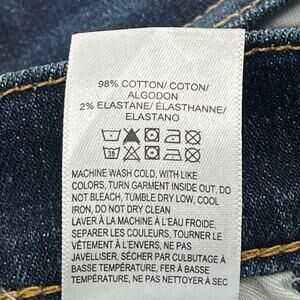 98% COTTON/ COTON/
ALGODON
2% ELASTANE/ ÉLASTHANNE/
ELASTANO
30
MACHINE WASH COLD, WITH LIKE
COLORS, TURN GARMENT INSIDE OUT, DO
NOT BLEACH, TUMBLE DRY LOW, COOL
IRON, DO NOT DRY CLEAN
LAVER À LA MACHINE À L'EAU FROIDE,
SEPARER LES COULEURS, TOURNER LE
VÊTEMENT À L'ENVERS, NE PAS
JAVELLISER, SÉCHER PAR CULBUTAGE À
BASSE TEMPÉRATURE, FER À BASSE
TEMPÉRATURE, NE PAS NETTOYER À SEC